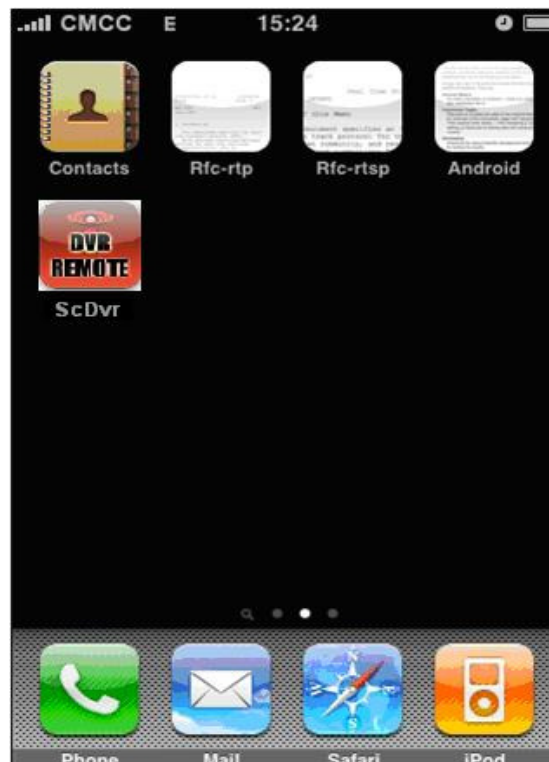 CMCC E 15:24
Contacts Rfc-rtp Rfc-rtsp Android
DVR
REMOTE
ScDvr
Phone Mail Safari iPod